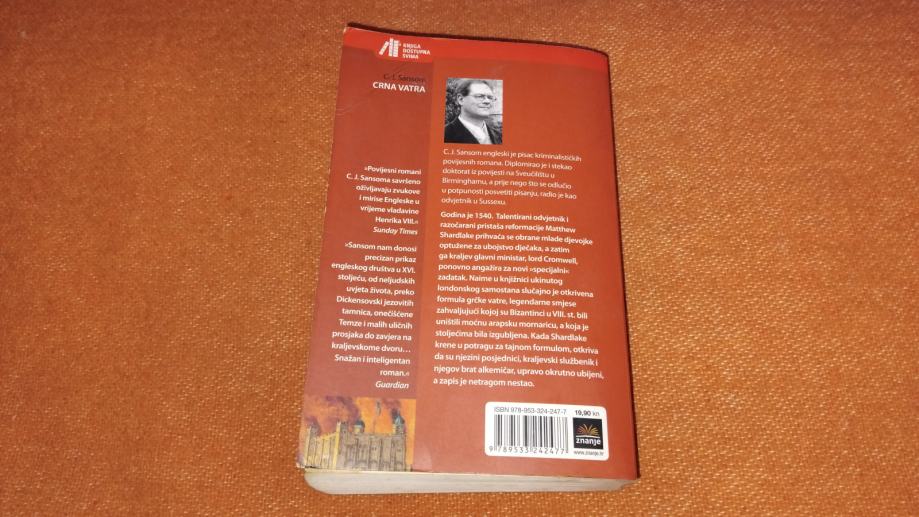 KNJIGA
DOSTUPNA
SVIMA
C. J. Sansom
CRNA VATRA
»Povijesni romani
C. J. Sansoma savršeno
oživljavaju zvukove
i mirise Engleske u
vrijeme vladavine
Henrika VIII.«
Sunday Times
»Sansom nam donosi
precizan prikaz
engleskog društva u XVI.
stoljeću, od neljudskih
uvjeta života, preko
Dickensovski jezovitih
tamnica, onečišćene
Temze i malih uličnih
prosjaka do zavjera na
kraljevskome dvoru...
Snažan i inteligentan
roman.«
Guardian
C. J. Sansom engleski je pisac kriminalističkih
povijesnih romana. Diplomirao je i stekao
doktorat iz povijesti na Sveučilištu u
Birminghamu, a prije nego što se odlučio
u potpunosti posvetiti pisanju, radio je kao
odvjetnik u Sussexu.
Godina je 1540. Talentirani odvjetnik i
razočarani pristaša reformacije Matthew
Shardlake prihvaća se obrane mlade djevojke
optužene za ubojstvo dječaka, a zatim
ga kraljev glavni ministar, lord Cromwell,
ponovno angažira za novi »specijalni«
zadatak. Naime u knjižnici ukinutog
londonskog samostana slučajno je otkrivena
formula grčke vatre, legendarne smjese
zahvaljujući kojoj su Bizantinci u VIII. st. bili
uništili moćnu arapsku mornaricu, a koja je
stoljećima bila izgubljena. Kada Shardlake
krene u potragu za tajnom formulom, otkriva
da su njezini posjednici, kraljevski službenik i
njegov brat alkemičar, upravo okrutno ubijeni,
a zapis je netragom nestao.
ISBN 978-953-324-247-7
19,90 kn
9 789533 242477
znanje
www.znanje.hr